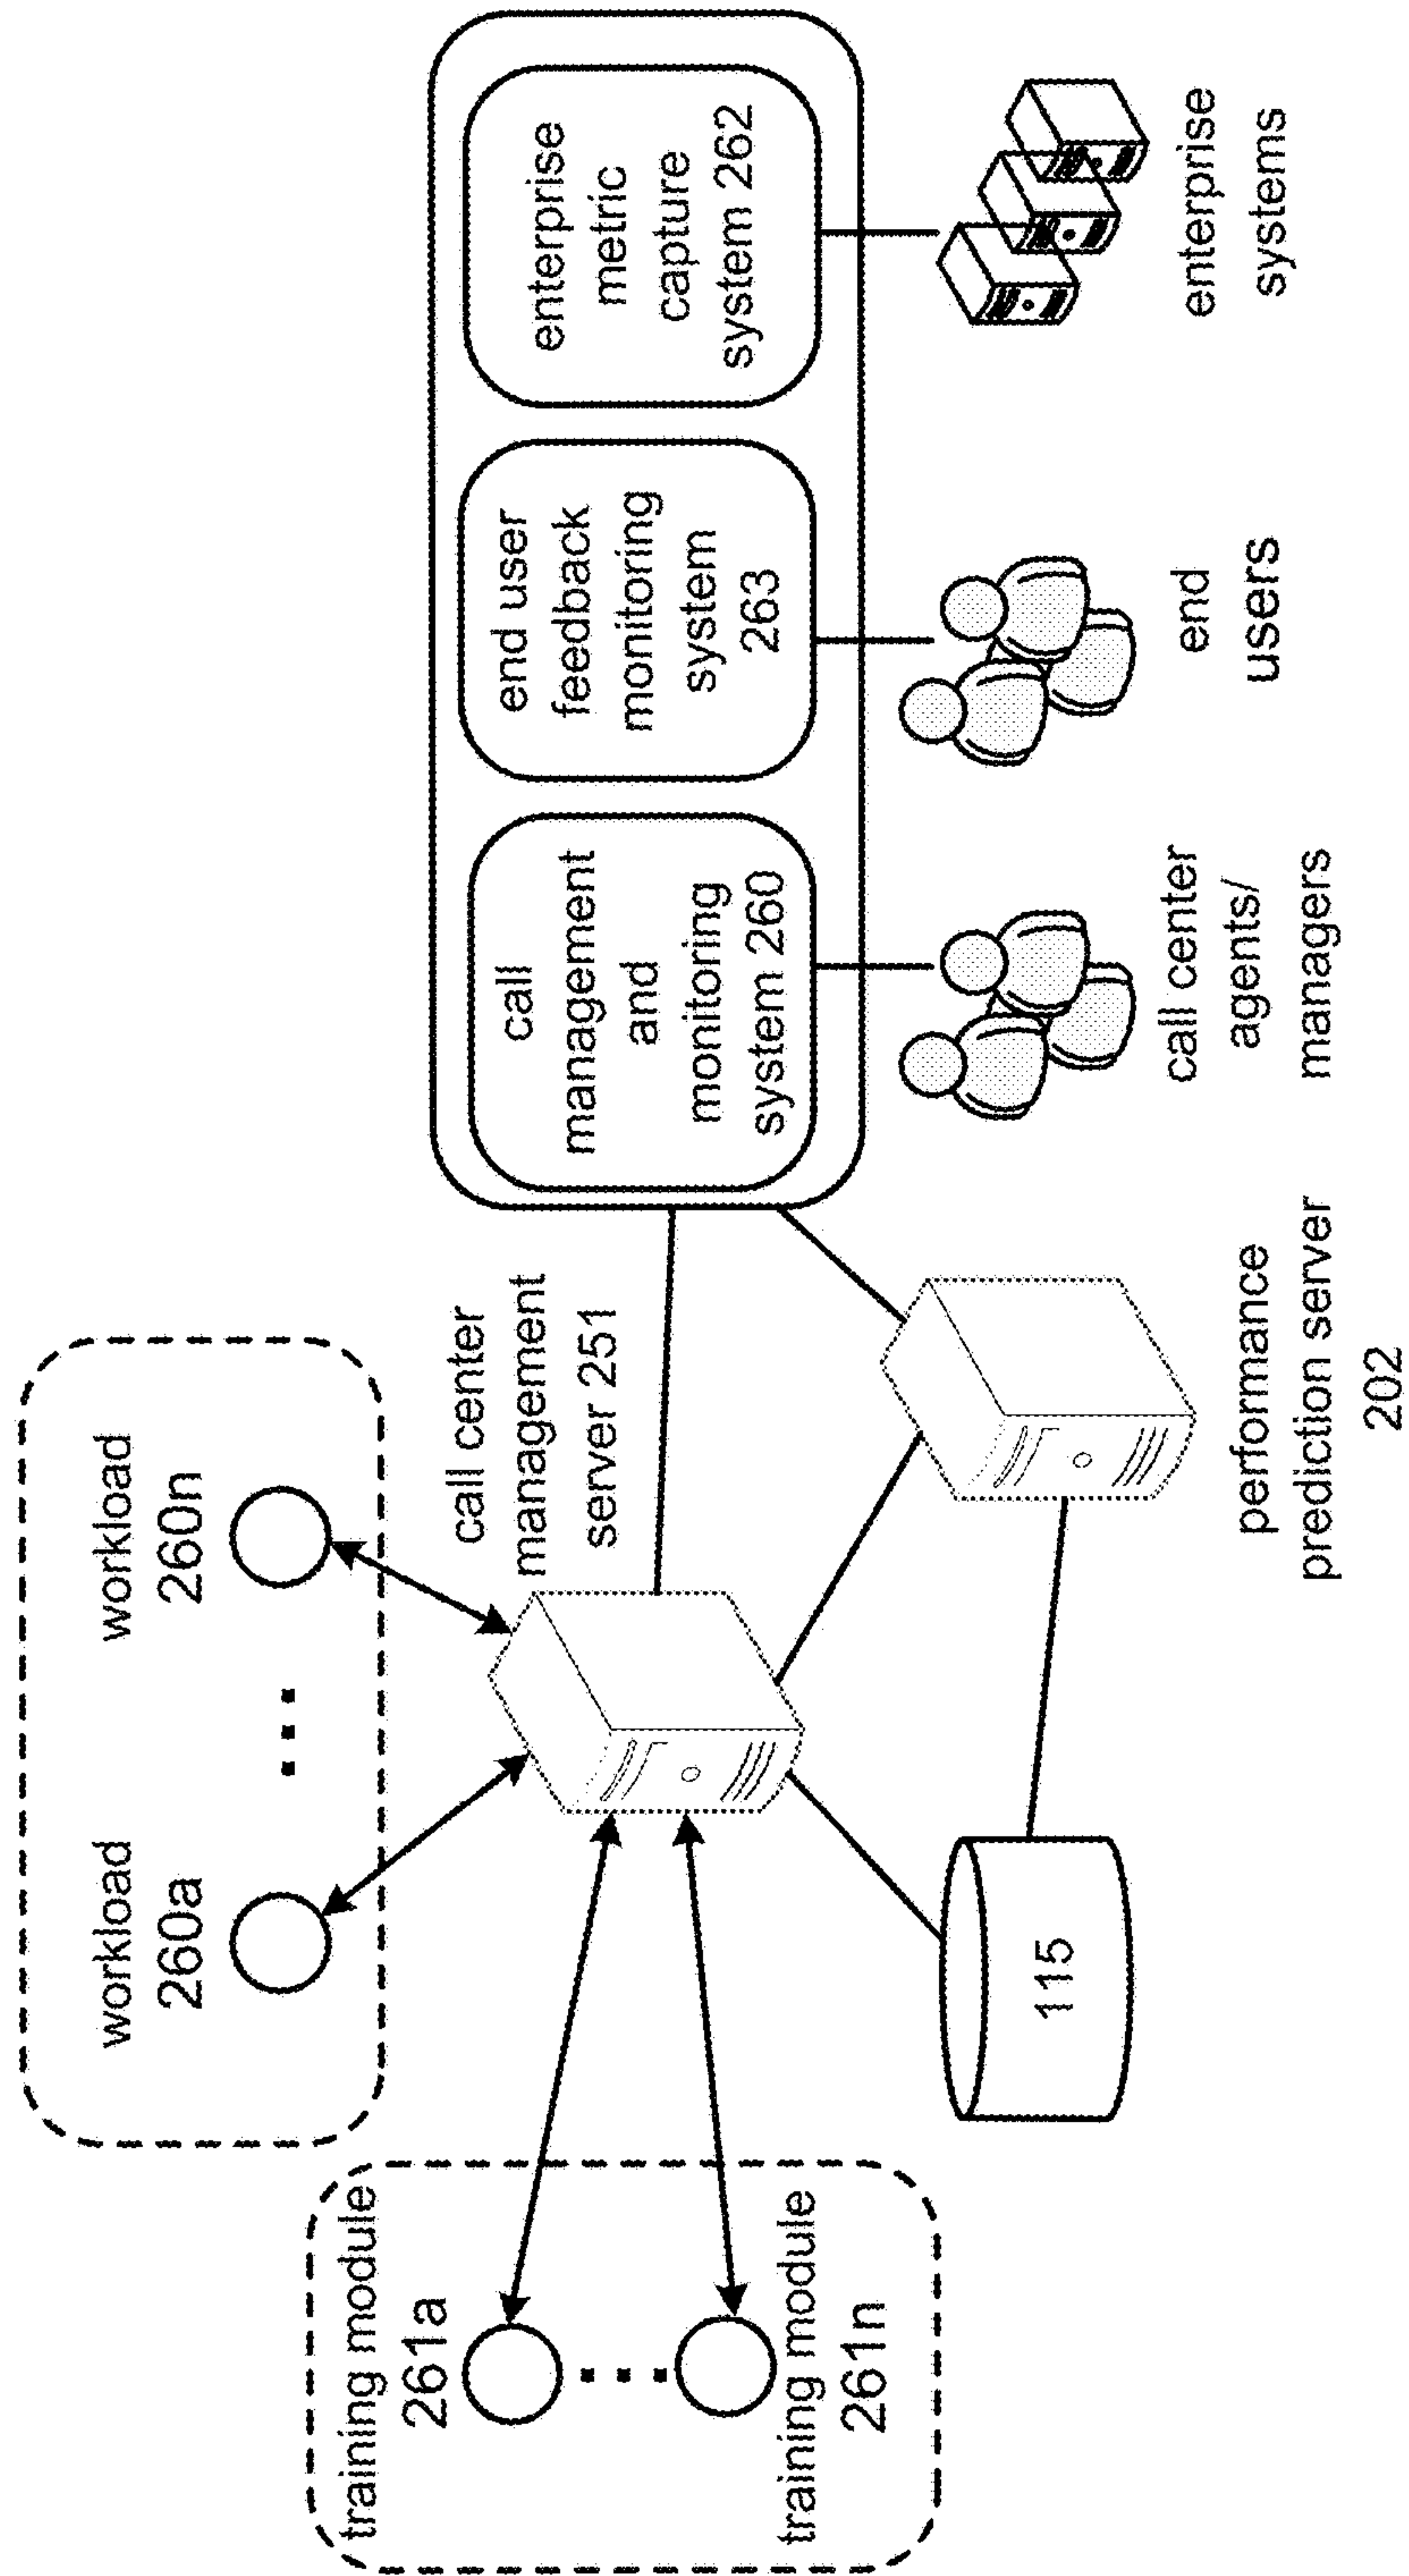 workload
260a
workload
260n
training module
261a
training module
261n
call center
management
server 251
call
management
and
monitoring
system 260
end user
feedback
monitoring
system
263
enterprise
metric
capture
system 262
115
performance
prediction server
202
call center
agents/
managers
end
users
enterprise
systems